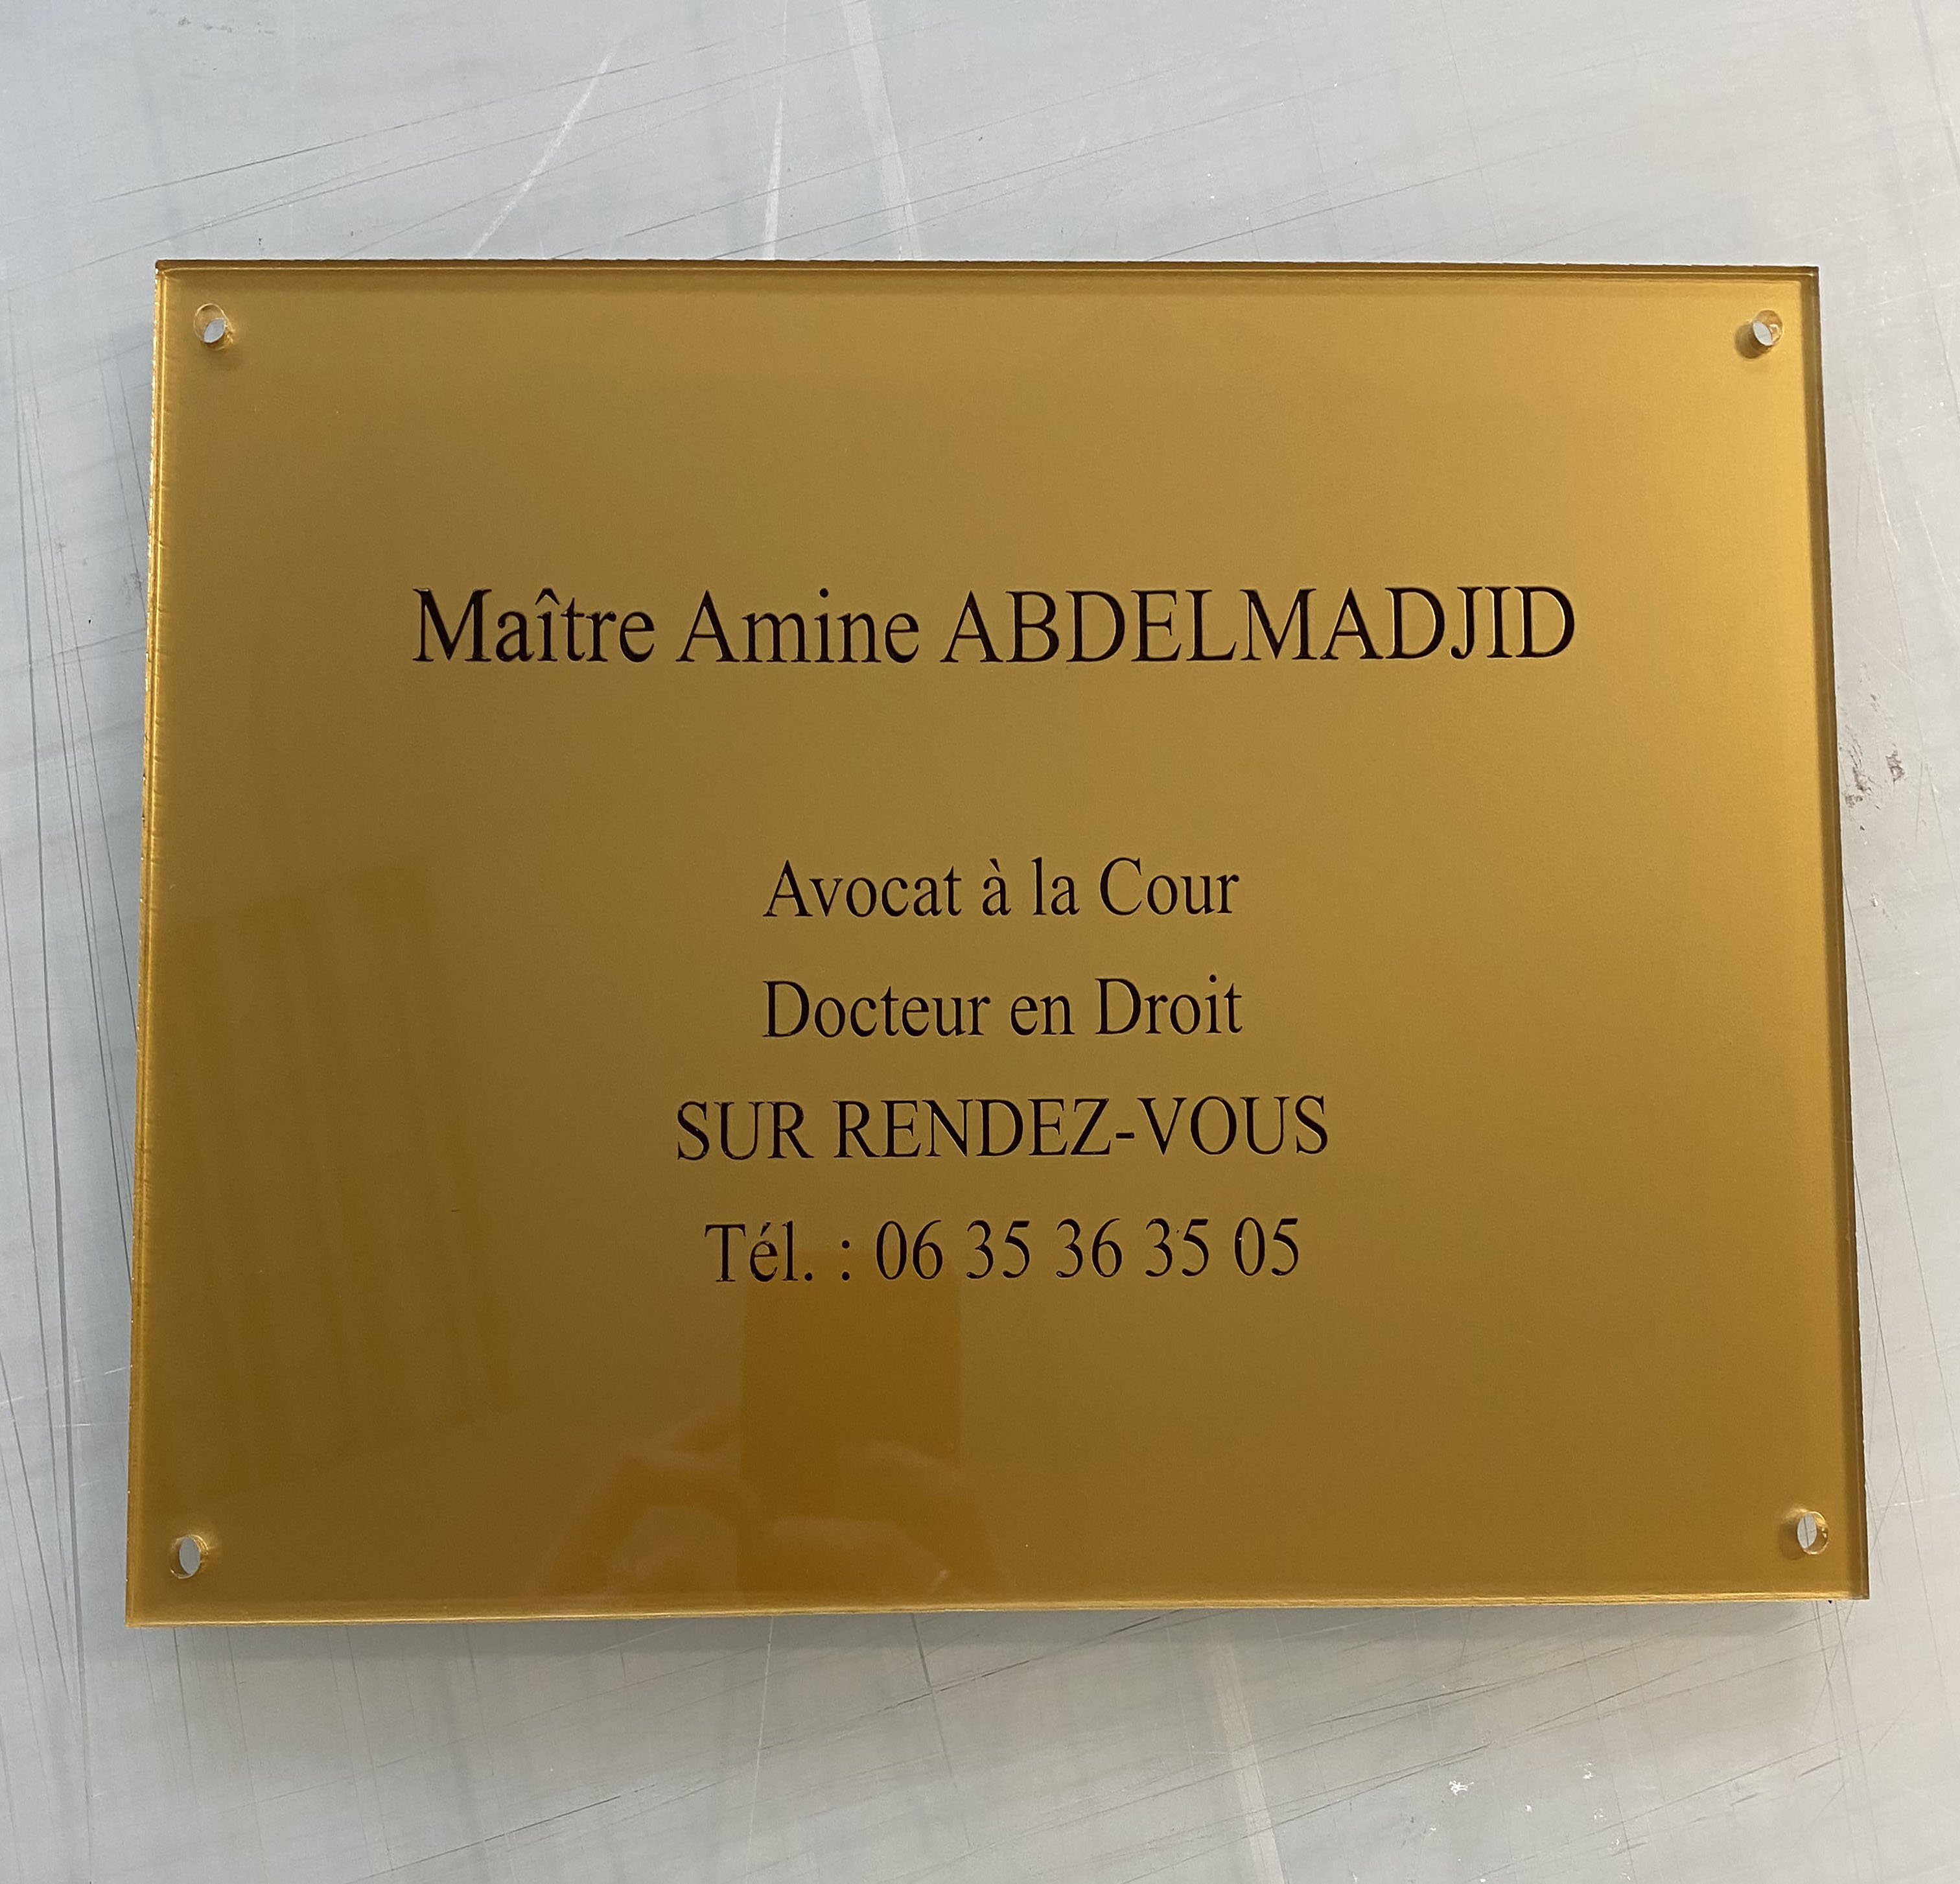 Maître Amine ABDELMADJID
Avocat à la Cour
Docteur en Droit
SUR RENDEZ-VOUS
Tél. : 06 35 36 35 05